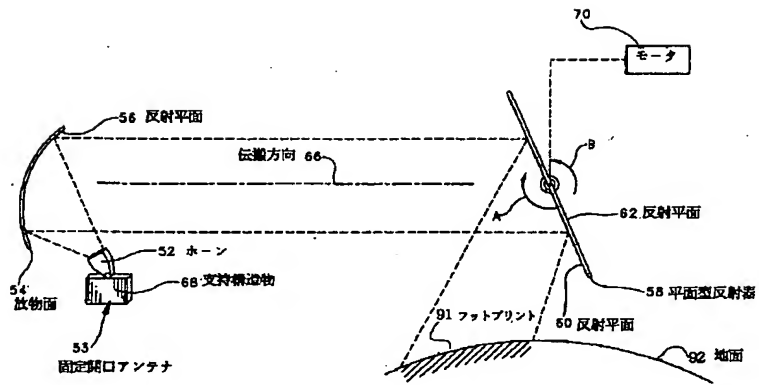 70
モータ
56 反射平面
伝搬方向 66
B
A
62 反射平面
52 ホーン
54
放物面
68 支持構造物
58 平面型反射器
60 反射平面
91 フットプリント
92 地面
53
固定開口アンテナ